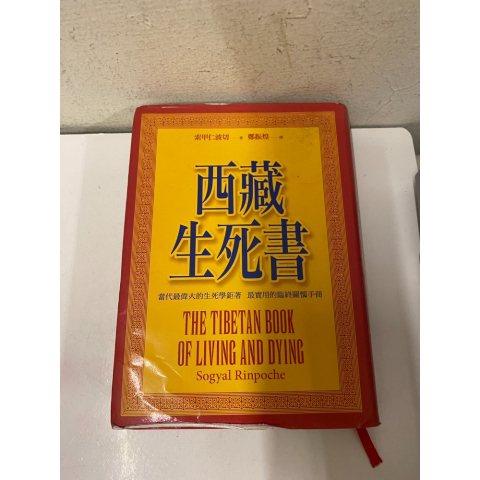 索甲仁波切 著 鄭振煌 譯
西藏
生死書
當代最偉大的生死學鉅著 最實用的臨終關懷手冊
THE TIBETAN BOOK
OF LIVING AND DYING
Sogyal Rinpoche